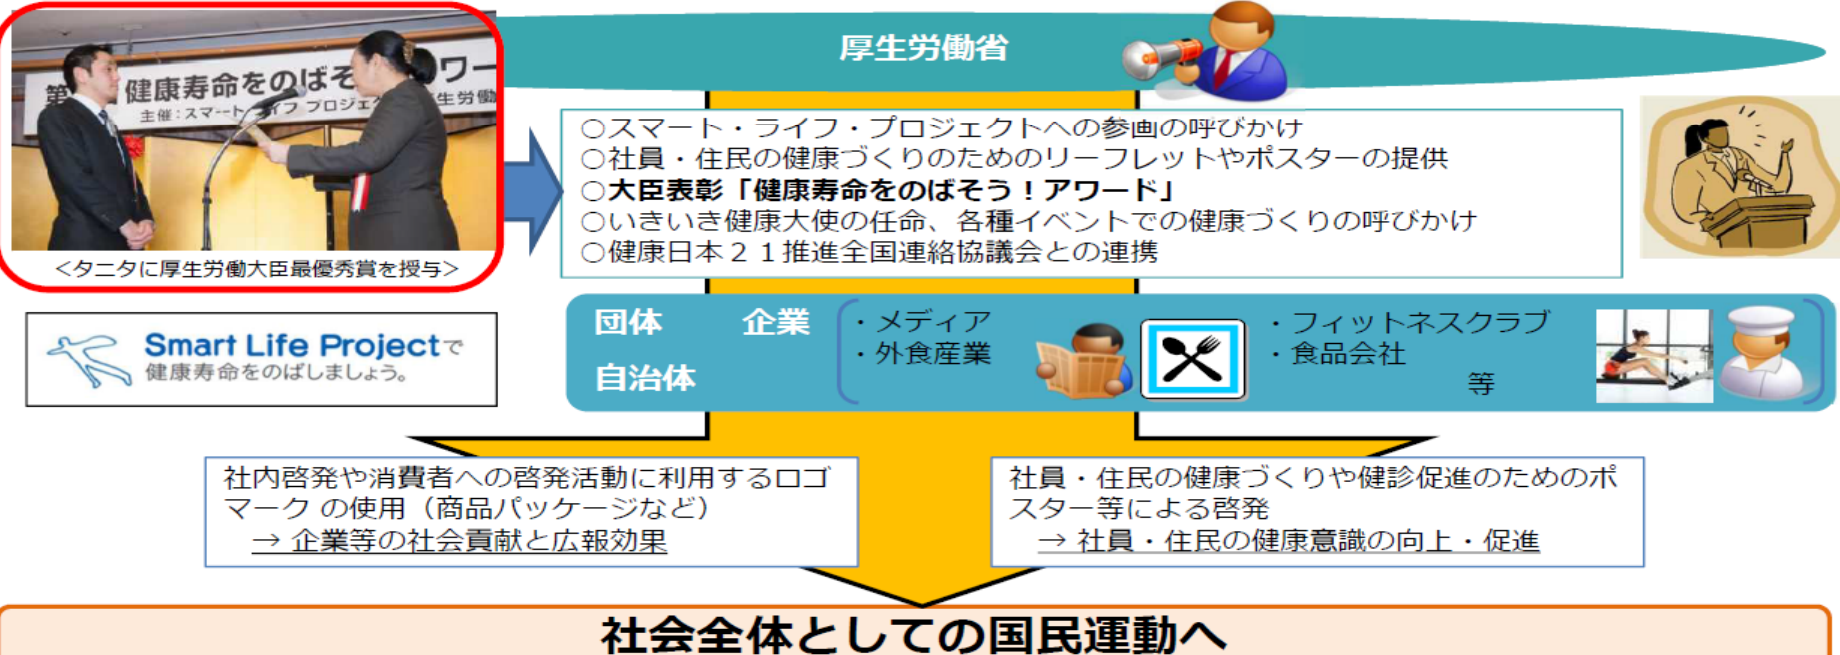 厚生労働省
第
健康寿命をのばそ
ワー
主催：スマート ライフ プロジェク
生労働
＜タニタに厚生労働大臣最優秀賞を授与＞
○スマート・ライフ・プロジェクトへの参画の呼びかけ
○社員・住民の健康づくりのためのリーフレットやポスターの提供
○大臣表彰「健康寿命をのばそう！アワード」
○いきいき健康大使の任命、各種イベントでの健康づくりの呼びかけ
○健康日本２１推進全国連絡協議会との連携
Smart Life Projectで
健康寿命をのばしましょう。
団体 企業
自治体
・メディア
・外食産業
・フィットネスクラブ
・食品会社
等
社内啓発や消費者への啓発活動に利用するロゴ
マーク の使用（商品パッケージなど）
→ 企業等の社会貢献と広報効果
社員・住民の健康づくりや健診促進のためのポ
スター等による啓発
→ 社員・住民の健康意識の向上・促進
社会全体としての国民運動へ